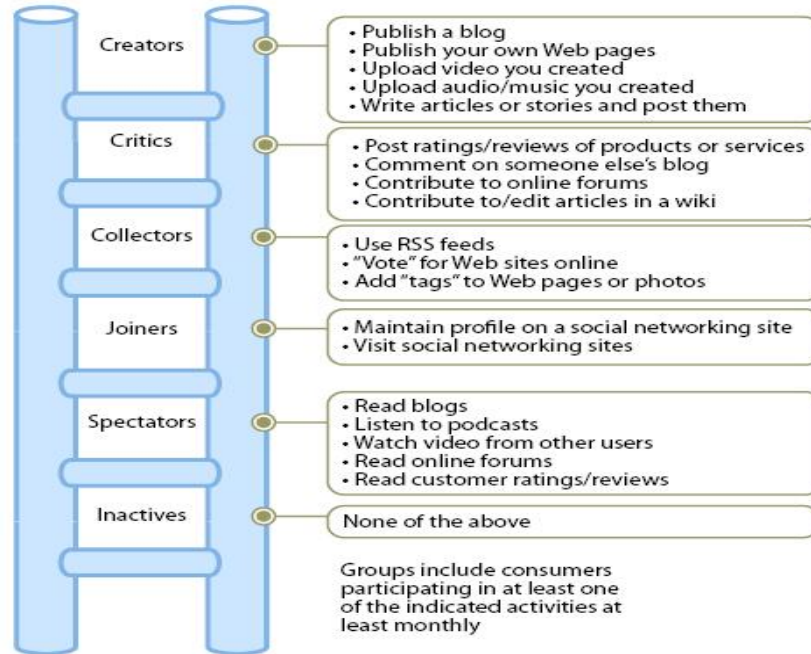 Creators
• Publish a blog
• Publish your own Web pages
• Upload video you created
• Upload audio/music you created
• Write articles or stories and post them
Critics
• Post ratings/reviews of products or services
• Comment on someone else's blog
• Contribute to online forums
• Contribute to/edit articles in a wiki
Collectors
• Use RSS feeds
• "Vote" for Web sites online
• Add "tags" to Web pages or photos
Joiners
• Maintain profile on a social networking site
• Visit social networking sites
Spectators
• Read blogs
• Listen to podcasts
• Watch video from other users
• Read online forums
• Read customer ratings/reviews
Inactives
None of the above
Groups include consumers
participating in at least one
of the indicated activities at
least monthly